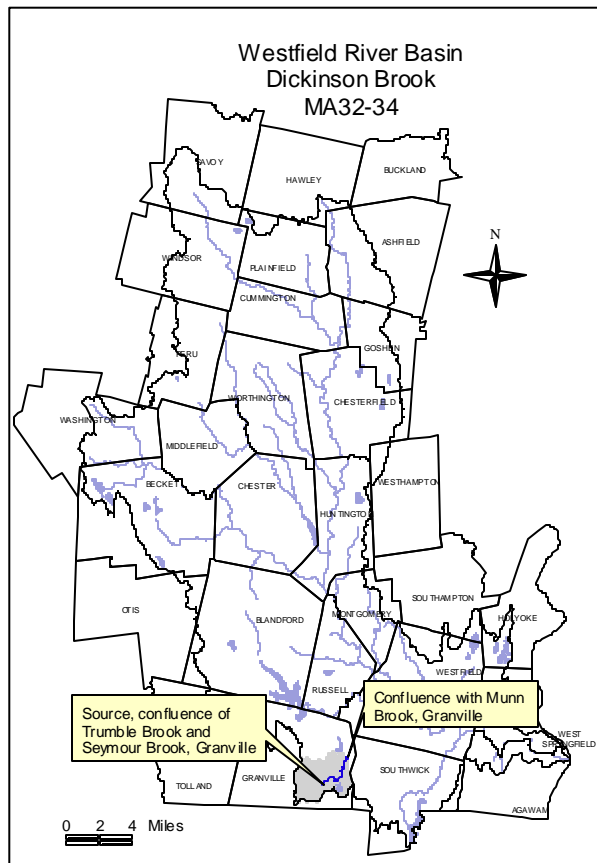 Westfield River Basin
Dickinson Brook
MA32-34
SAVOY
HAWLEY
BUCKLAND
ASHFIELD
N
WINDSOR
PLAINFIELD
CUMMINGTON
GOSHEN
PERU
WORTHINGTON
CHESTERFIELD
WASHINGTON
MIDDLEFIELD
BECKET
CHESTER
WESTHAMPTON
HUNTINGTON
OTIS
BLANDFORD
MONTGOMERY
SOUTHAMPTON
HOLYOKE
WESTFIELD
RUSSELL
Source, confluence of
Trumble Brook and
Seymour Brook, Granville
Confluence with Munn
Brook, Granville
WEST
SPRINGFIELD
TOLLAND
GRANVILLE
SOUTHWICK
AGAWAM
0 2 4 Miles